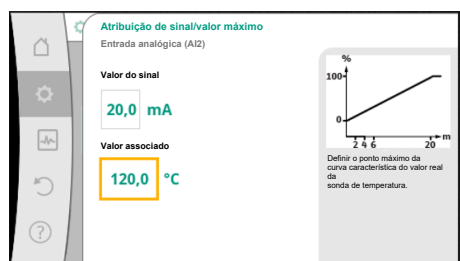 Atribuição de sinal/valor máximo
Entrada analógica (AI2)
Valor do sinal
20,0 mA
Valor associado
120,0 °C
%
100
0
2 4 6 20 m
Definir o ponto máximo da
curva característica do valor real
da
sonda de temperatura.